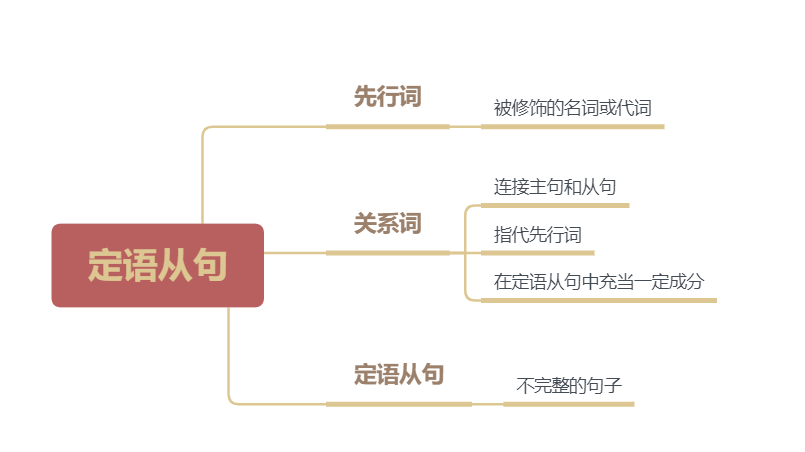 定语从句
先行词
被修饰的名词或代词
关系词
连接主句和从句
指代先行词
在定语从句中充当一定成分
定语从句
不完整的句子